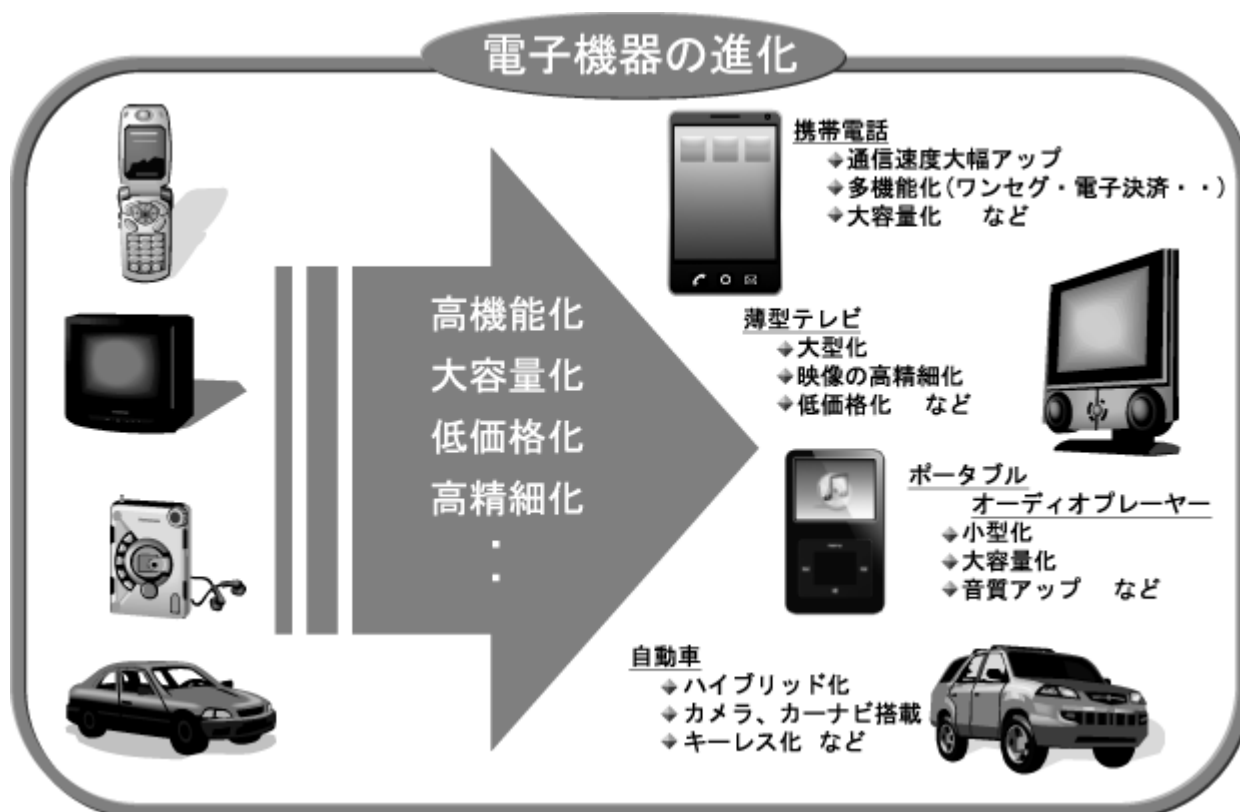 電子機器の進化
高機能化
大容量化
低価格化
高精細化
・
・
携帯電話
◆通信速度大幅アップ
◆多機能化(ワンセグ・電子決済・・)
◆大容量化 など
薄型テレビ
◆大型化
◆映像の高精細化
◆低価格化 など
ポータブル
オーディオプレーヤー
◆小型化
◆大容量化
◆音質アップ など
自動車
◆ハイブリッド化
◆カメラ、カーナビ搭載
◆キーレス化 など